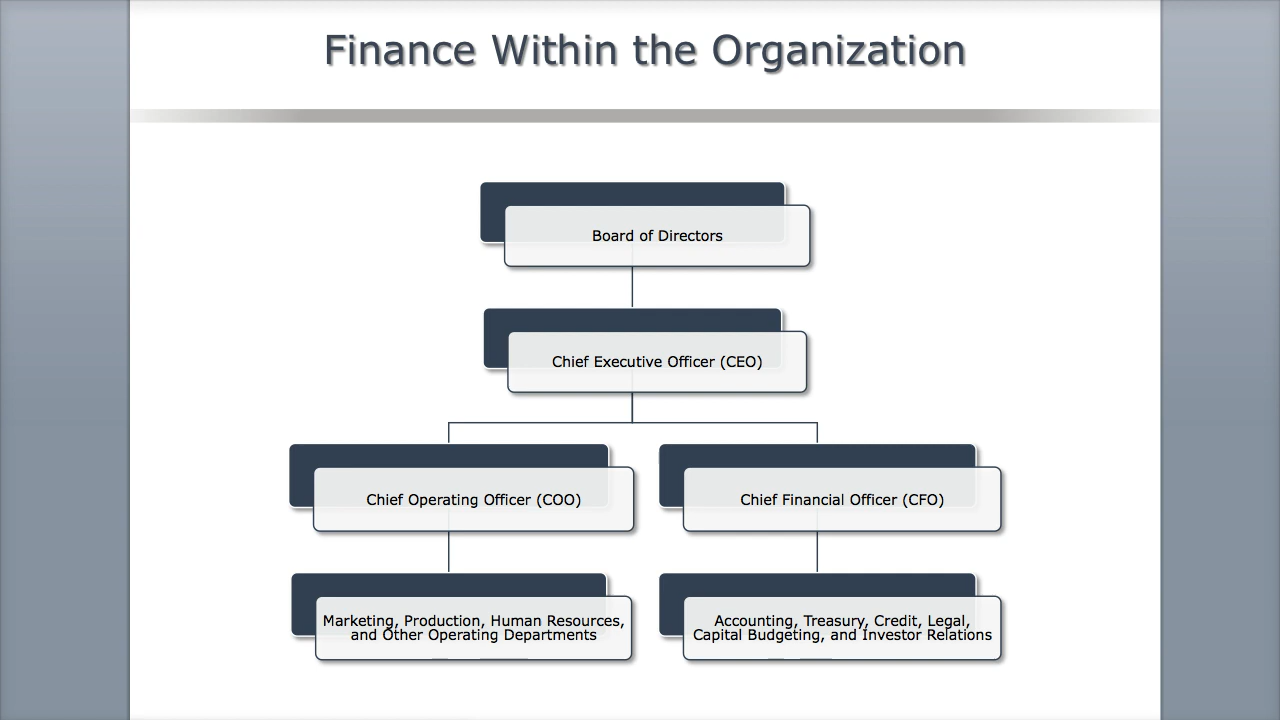 Finance Within the Organization
Board of Directors
Chief Executive Officer (CEO)
Chief Operating Officer (COO)
Chief Financial Officer (CFO)
Marketing, Production, Human Resources,
and Other Operating Departments
Accounting, Treasury, Credit, Legal,
Capital Budgeting, and Investor Relations